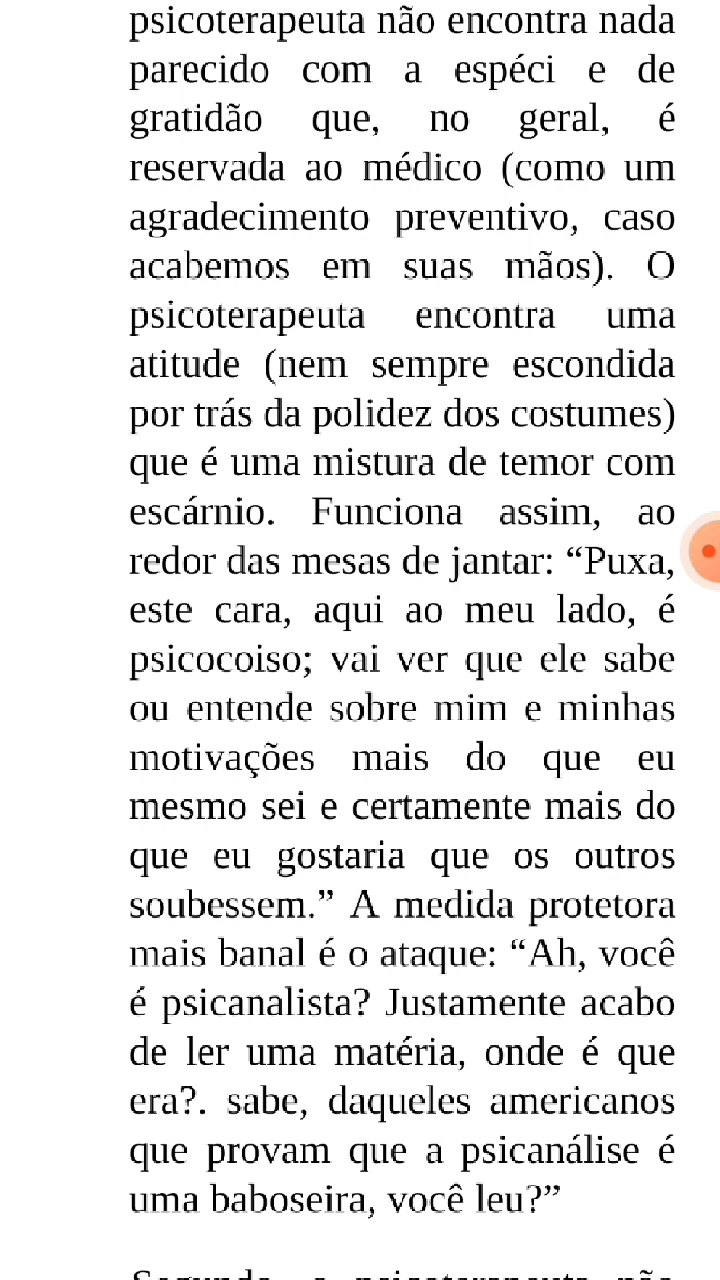 psicoterapeuta não encontra nada
parecido com a espéci e de
gratidão que, no geral, é
reservada ao médico (como um
agradecimento preventivo, caso
acabemos em suas mãos). O
psicoterapeuta encontra uma
atitude (nem sempre escondida
por trás da polidez dos costumes)
que é uma mistura de temor com
escárnio. Funciona assim, ao
redor das mesas de jantar: “Puxa,
este cara, aqui ao meu lado, é
psicocoiso; vai ver que ele sabe
ou entende sobre mim e minhas
motivações mais do que eu
mesmo sei e certamente mais do
que eu gostaria que os outros
soubessem.” A medida protetora
mais banal é o ataque: “Ah, você
é psicanalista? Justamente acabo
de ler uma matéria, onde é que
era?. sabe, daqueles americanos
que provam que a psicanálise é
uma baboseira, você leu?”